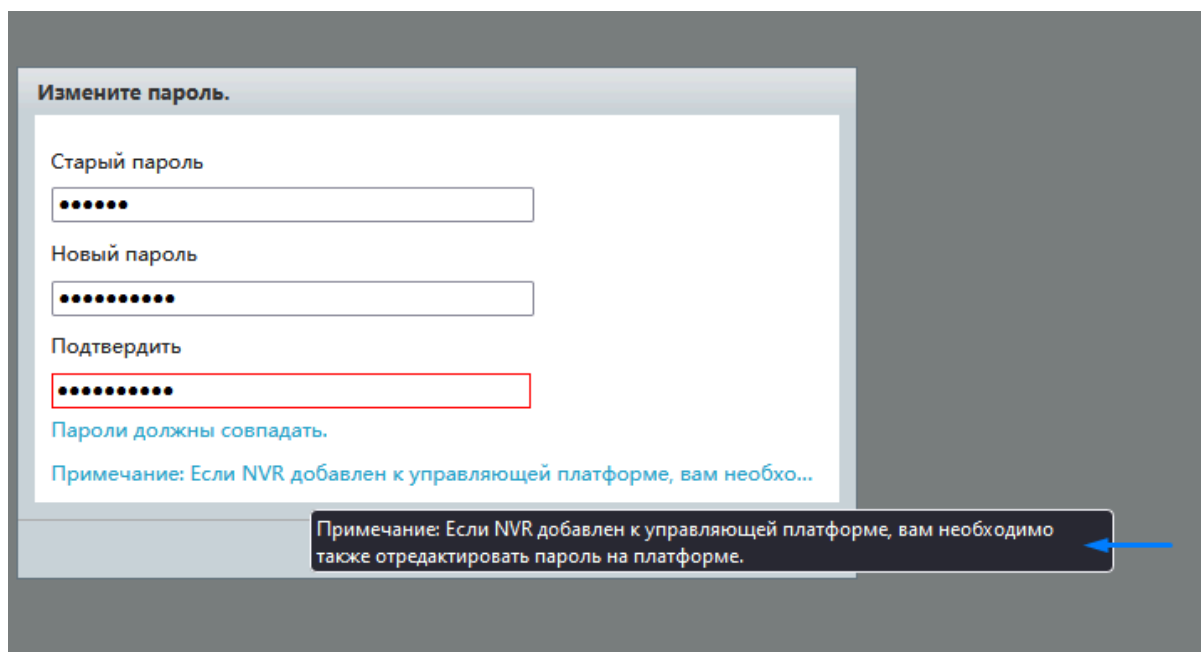 Измените пароль.
Старый пароль
••••••
Новый пароль
••••••••••
Подтвердить
••••••••••
Пароли должны совпадать.
Примечание: Если NVR добавлен к управляющей платформе, вам необхо...
Примечание: Если NVR добавлен к управляющей платформе, вам необходимо
также отредактировать пароль на платформе.